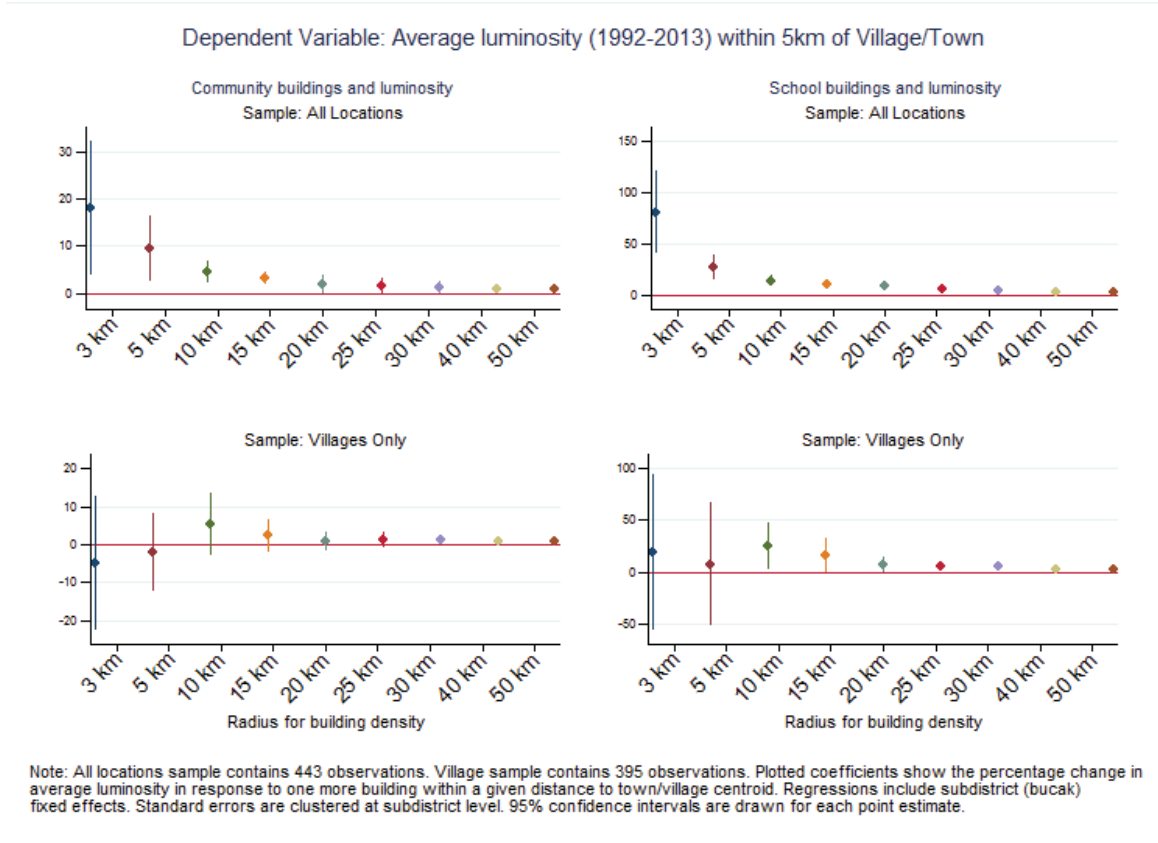 Dependent Variable: Average luminosity (1992-2013) within 5km of Village/Town
Community buildings and luminosity
Sample: All Locations
30
20
10
0
3 km
5 km
10 km
15 km
20 km
25 km
30 km
40 km
50 km
School buildings and luminosity
Sample: All Locations
150
100
50
0
3 km
5 km
10 km
15 km
20 km
25 km
30 km
40 km
50 km
Sample: Villages Only
20
10
0
-10
-20
3 km
5 km
10 km
15 km
20 km
25 km
30 km
40 km
50 km
Radius for building density
Sample: Villages Only
100
50
0
-50
3 km
5 km
10 km
15 km
20 km
25 km
30 km
40 km
50 km
Radius for building density
Note: All locations sample contains 443 observations. Village sample contains 395 observations. Plotted coefficients show the percentage change in
average luminosity in response to one more building within a given distance to town/village centroid. Regressions include subdistrict (bucak)
fixed effects. Standard errors are clustered at subdistrict level. 95% confidence intervals are drawn for each point estimate.